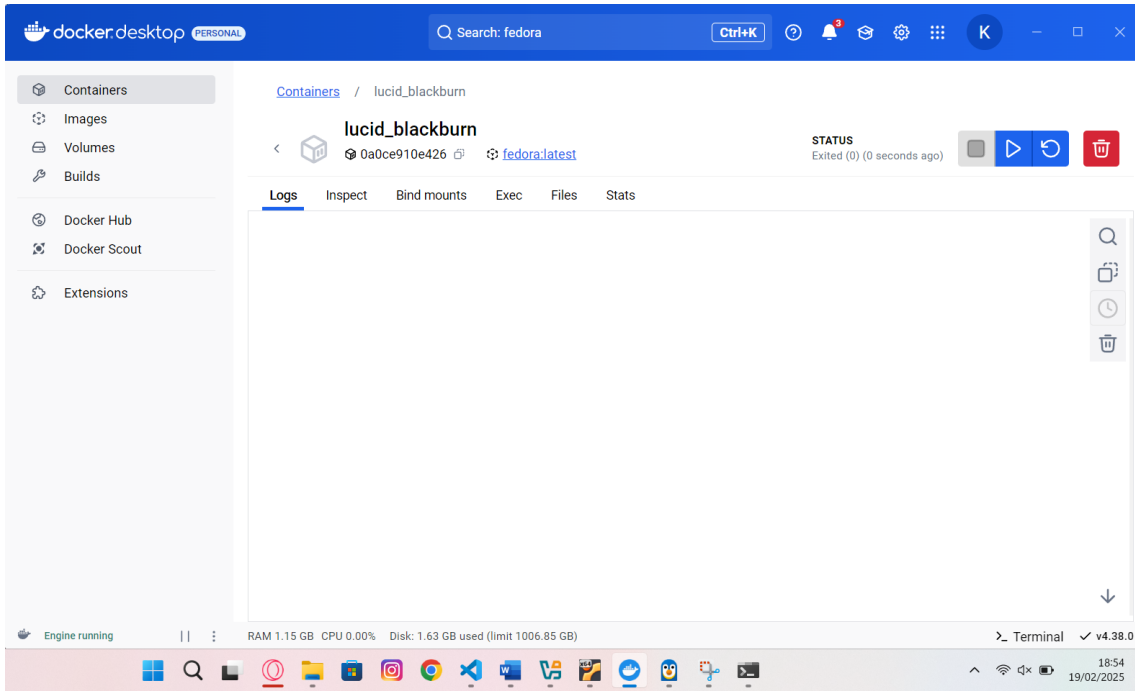 docker.desktop PERSONAL
Search: fedora
Ctrl+K
3
K
Containers
Images
Volumes
Builds
Docker Hub
Docker Scout
Extensions
Containers / lucid_blackburn
lucid_blackburn
0a0ce910e426 fedora:latest
STATUS
Exited (0) (0 seconds ago)
Logs Inspect Bind mounts Exec Files Stats
Engine running
RAM 1.15 GB CPU 0.00% Disk: 1.63 GB used (limit 1006.85 GB)
Terminal v4.38.0
18:54
19/02/2025